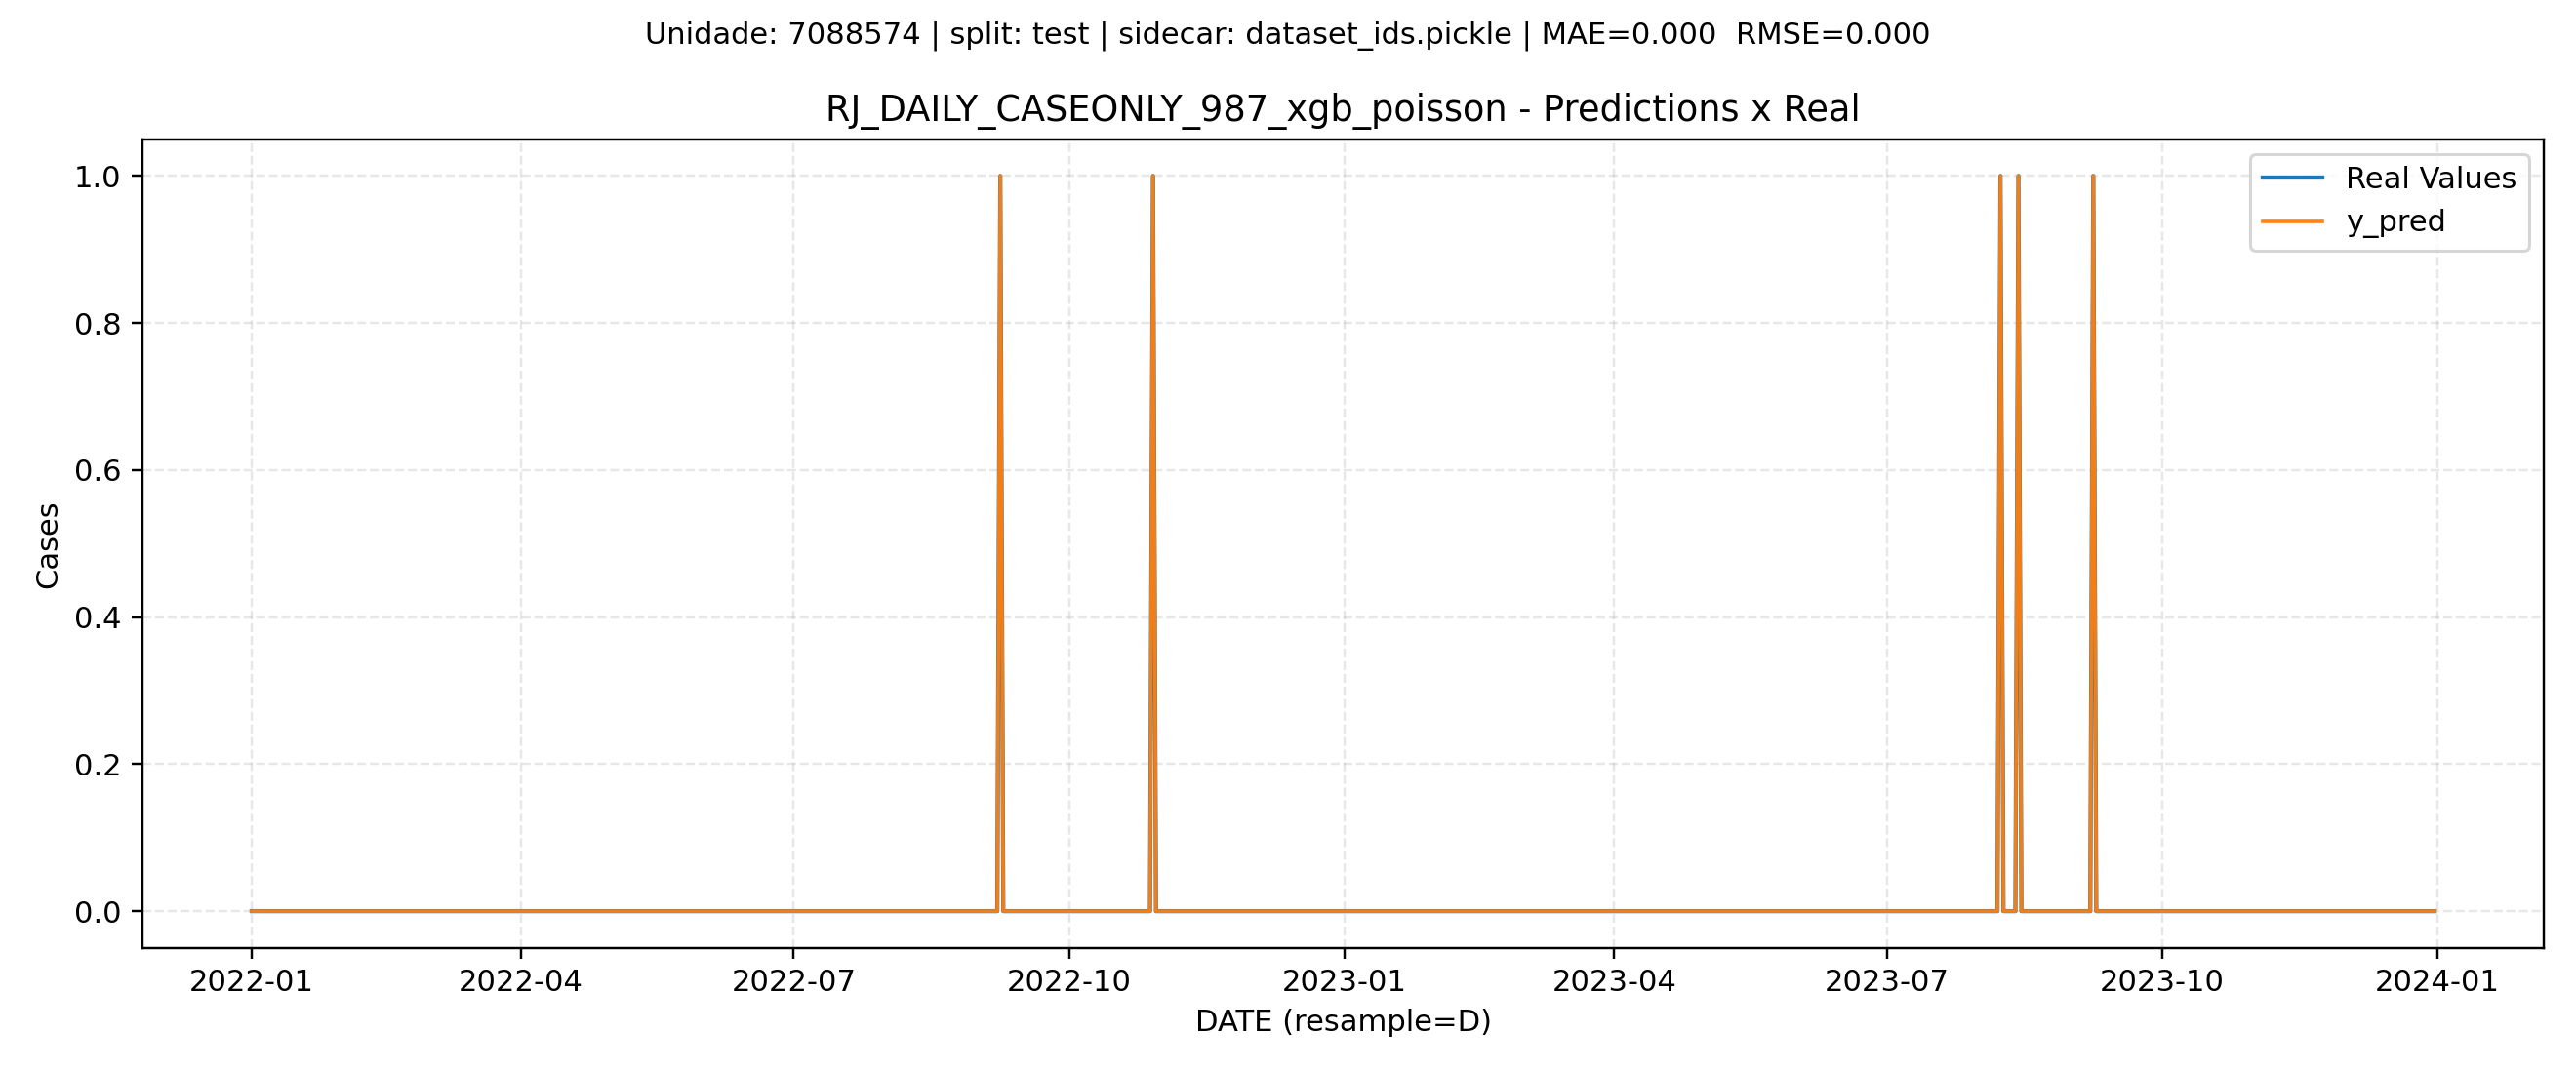 Unidade: 7088574 | split: test | sidecar: dataset_ids.pickle | MAE=0.000  RMSE=0.000
RJ_DAILY_CASEONLY_987_xgb_poisson - Predictions x Real
Real Values
y_pred
Cases
1.0
0.8
0.6
0.4
0.2
0.0
2022-01
2022-04
2022-07
2022-10
2023-01
2023-04
2023-07
2023-10
2024-01
DATE (resample=D)